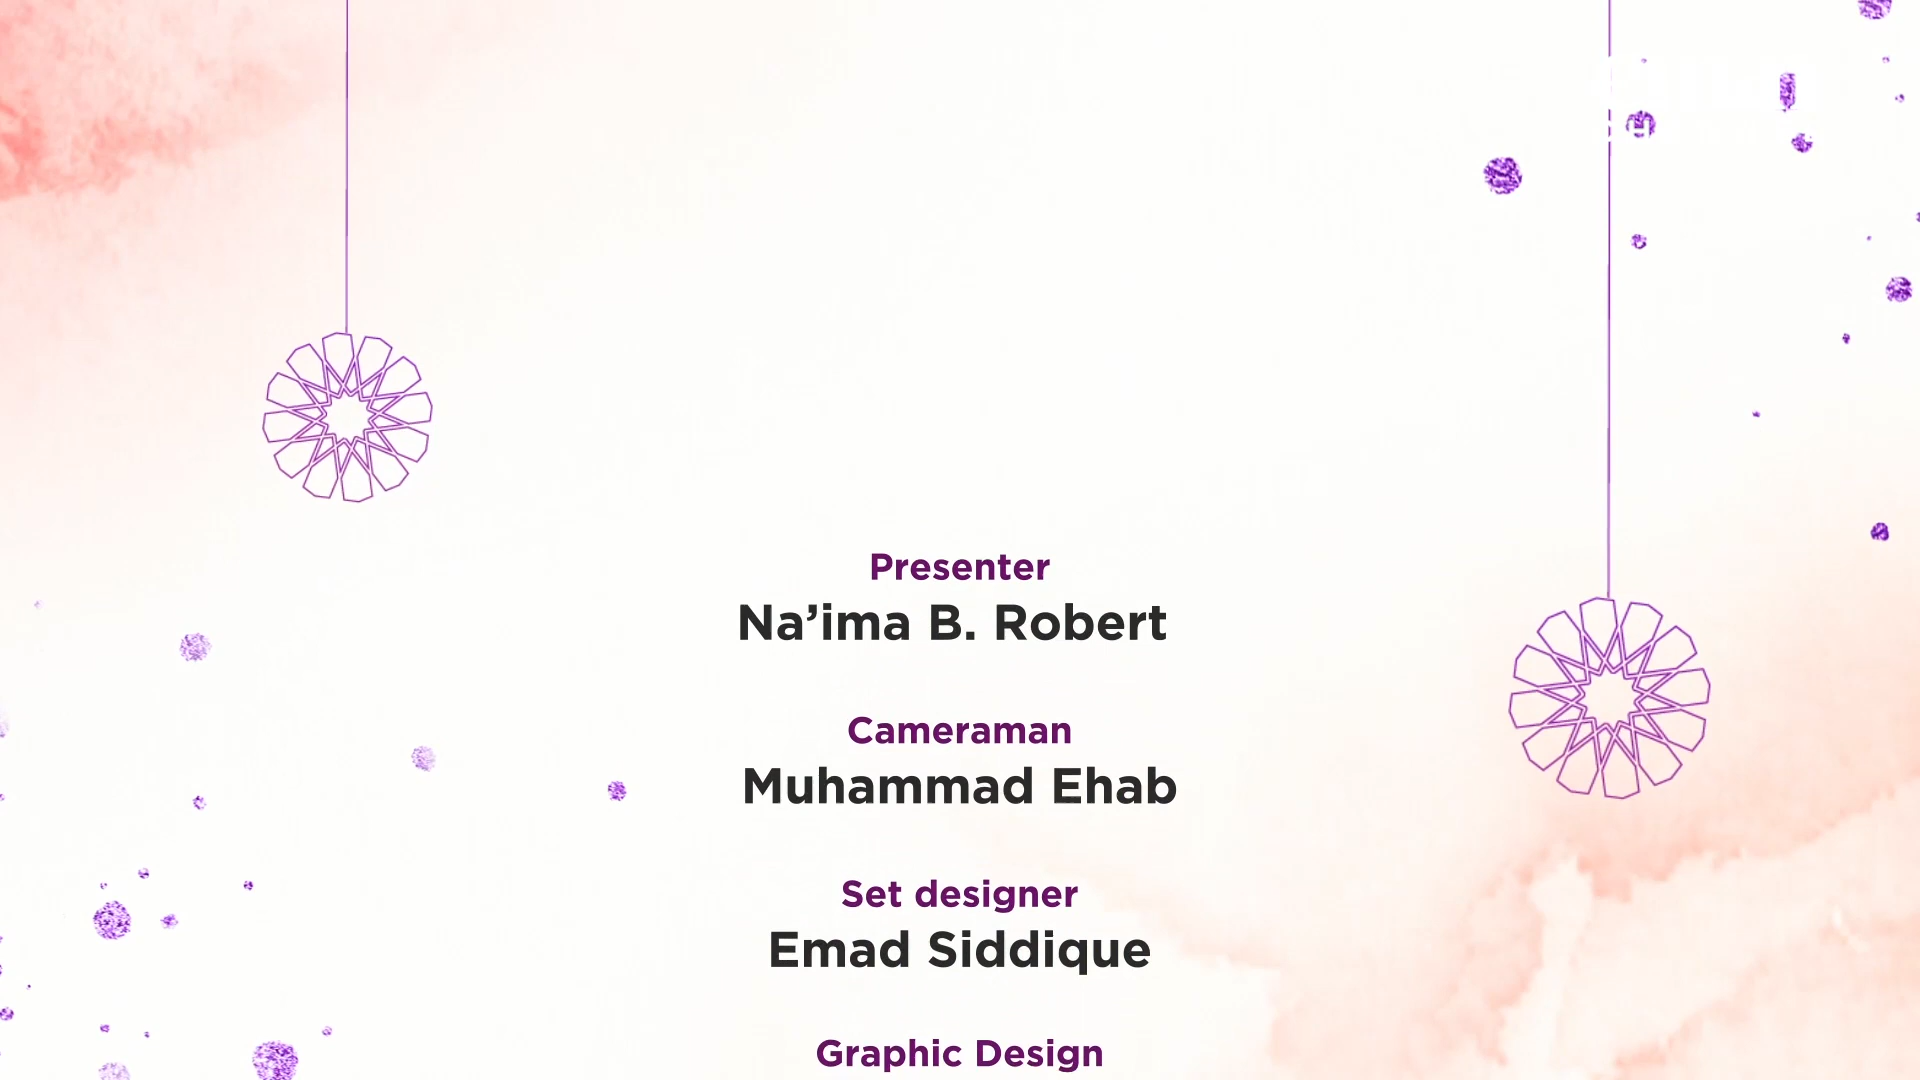 Presenter
Na’ima B. Robert
Cameraman
Muhammad Ehab
Set designer
Emad Siddique
Graphic Design